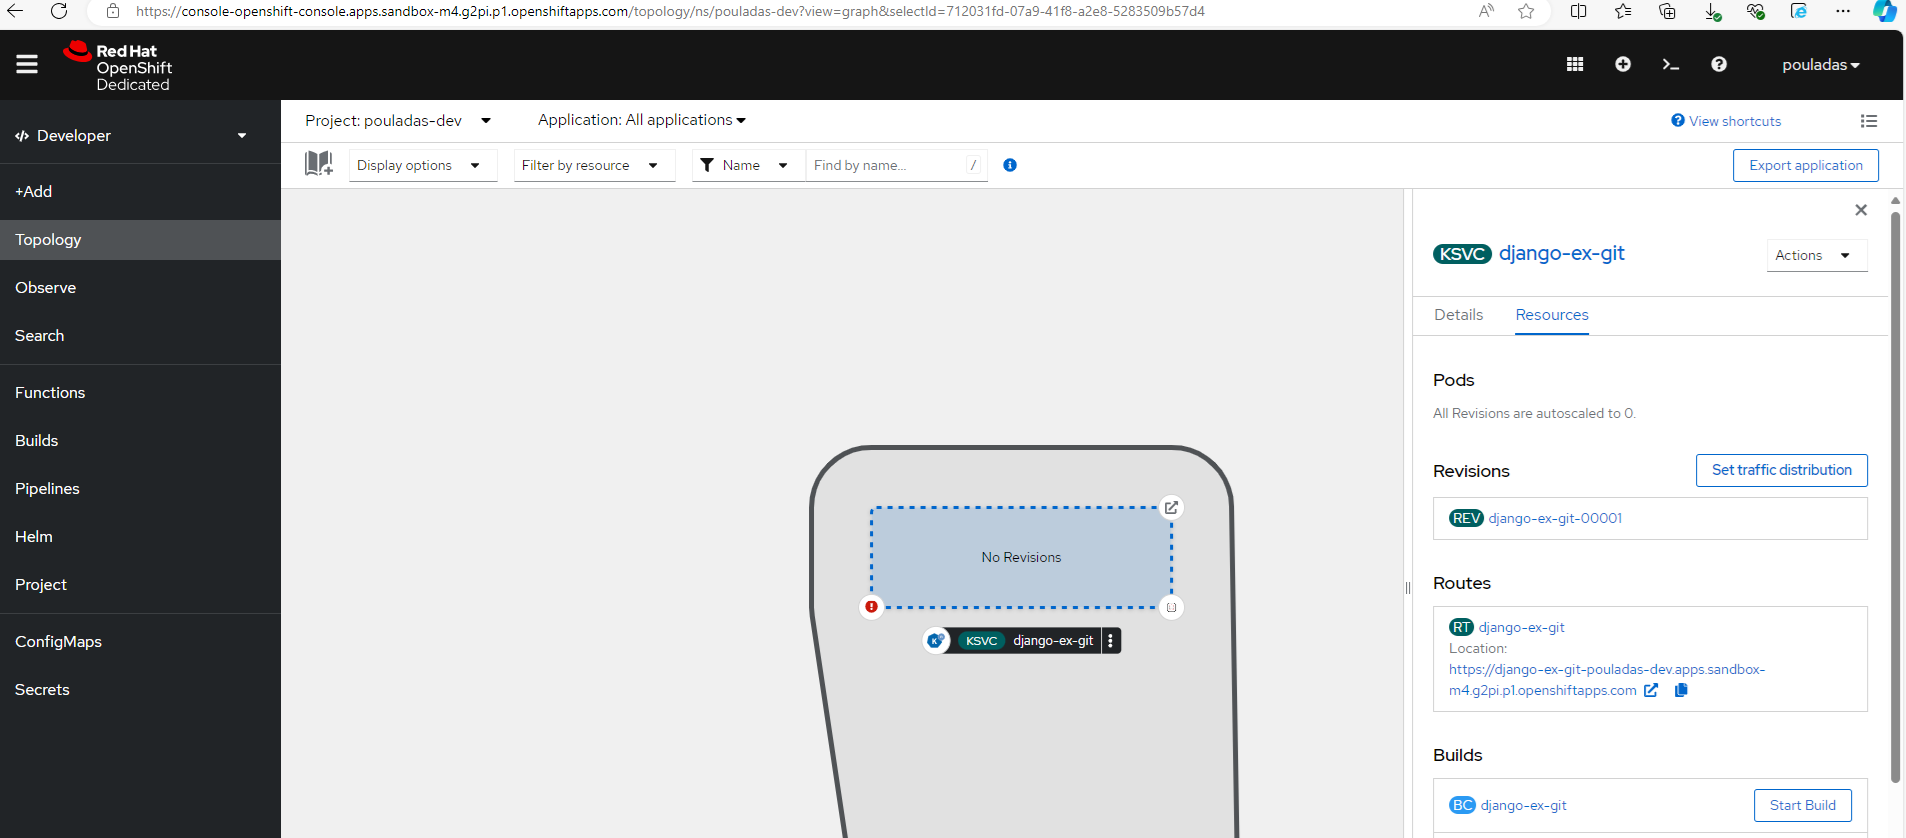 https://console-openshift-console.apps.sandbox-m4.g2pi.p1.openshiftapps.com/topology/ns/pouladas-dev?view=graph&selectId=712031fd-07a9-41f8-a2e8-5283509b57d4
Red Hat
OpenShift
Dedicated
pouladas
Developer
+Add
Topology
Observe
Search
Functions
Builds
Pipelines
Helm
Project
ConfigMaps
Secrets
Project: pouladas-dev
Application: All applications
View shortcuts
Display options
Filter by resource
Name
Find by name...
/
Export application
No Revisions
KSVC django-ex-git
KSVC django-ex-git
Actions
Details
Resources
Pods
All Revisions are autoscaled to 0.
Revisions
Set traffic distribution
REV django-ex-git-00001
Routes
RT django-ex-git
Location:
https://django-ex-git-pouladas-dev.apps.sandbox-
m4.g2pi.p1.openshiftapps.com
Builds
BC django-ex-git
Start Build